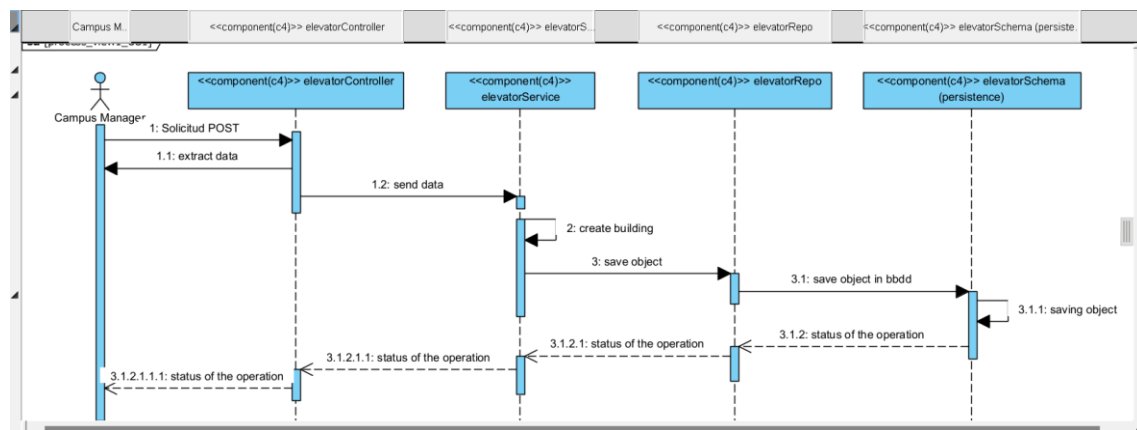 Campus M..
<<component(c4)>> elevatorController
<<component(c4)>> elevatorS...
<<component(c4)>> elevatorRepo
<<component(c4)>> elevatorSchema (persiste.
<<component(c4)>> elevatorController
<<component(c4)>>
elevatorService
<<component(c4)>> elevatorRepo
<<component(c4)>> elevatorSchema
(persistence)
Campus Manager
1: Solicitud POST
1.1: extract data
1.2: send data
2: create building
3: save object
3.1: save object in bbdd
3.1.1: saving object
3.1.2: status of the operation
3.1.2.1: status of the operation
3.1.2.1.1: status of the operation
3.1.2.1.1.1: status of the operation